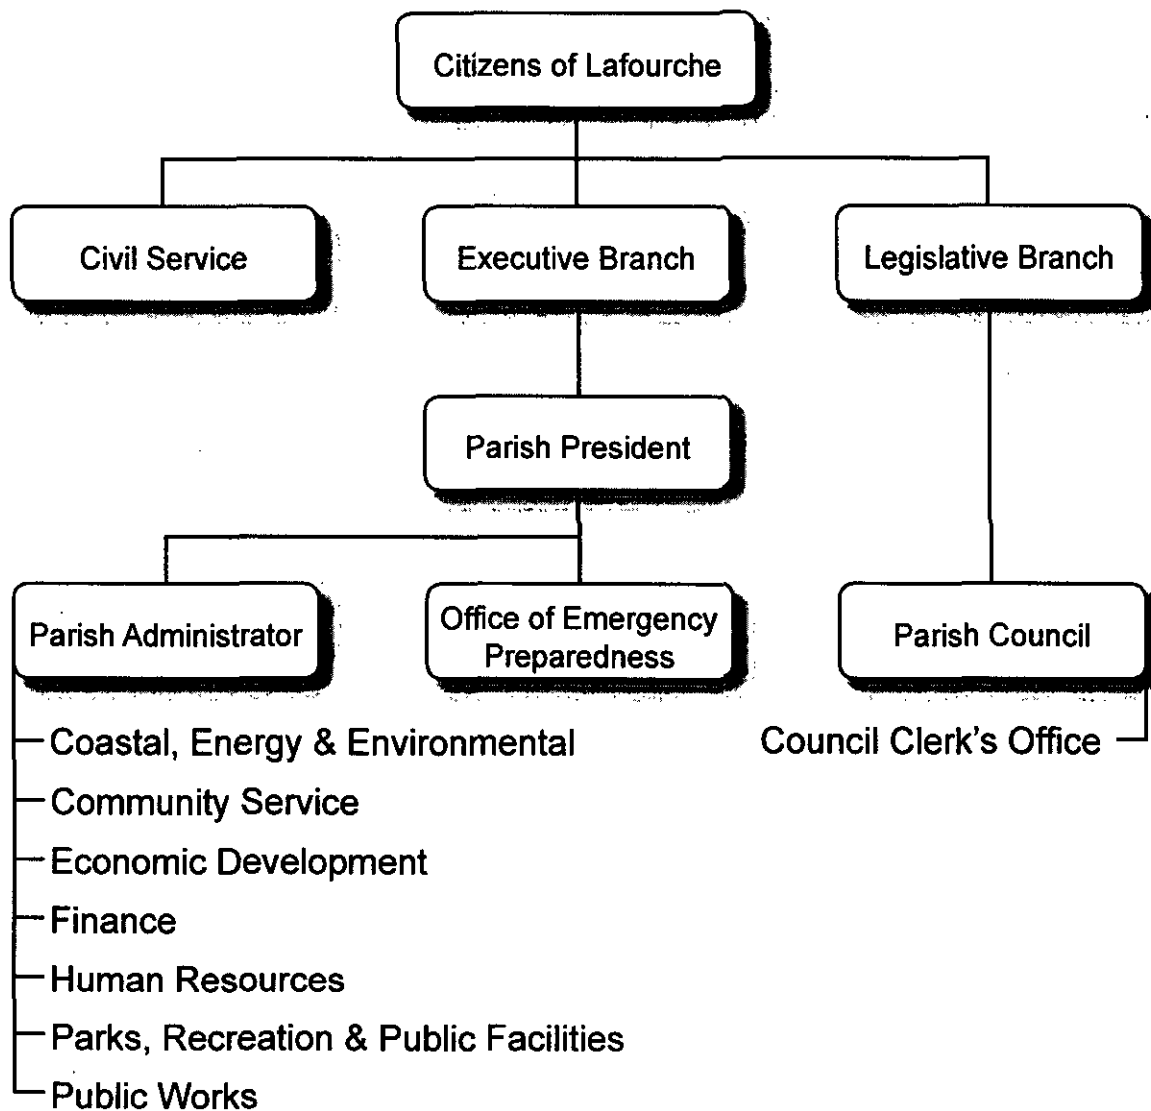 Citizens of Lafourche
Civil Service
Executive Branch
Legislative Branch
Parish President
Parish Administrator
Office of Emergency
Preparedness
Parish Council
Coastal, Energy & Environmental
Community Service
Economic Development
Finance
Human Resources
Parks, Recreation & Public Facilities
Public Works
Council Clerk's Office